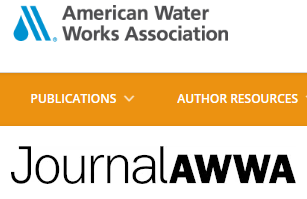 American Water
Works Association
PUBLICATIONS
AUTHOR RESOURCES
JournalAWWA